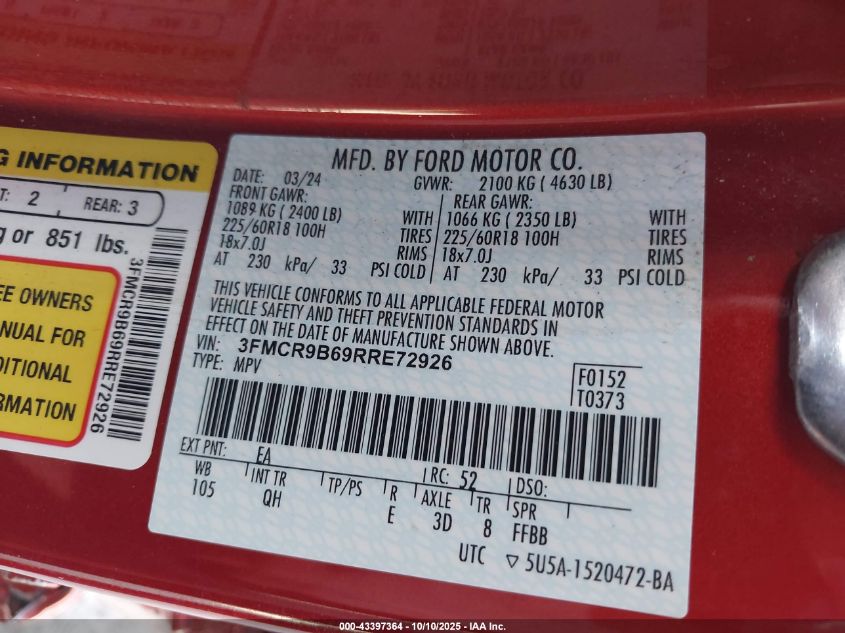 G INFORMATION
T: 2
REAR: 3
g or 851 lbs.
EE OWNERS
ANUAL FOR
DITIONAL
ORMATION
3FMCR9B69RRE72926
MFD. BY FORD MOTOR CO.
DATE: 03/24 GVWR: 2100 KG ( 4630 LB)
FRONT GAWR: REAR GAWR:
1089 KG ( 2400 LB) WITH 1066 KG ( 2350 LB) WITH
225/60R18 100H TIRES 225/60R18 100H TIRES
18x7.0J RIMS 18x7.0J RIMS
AT 230 kPa/ 33 PSI COLD AT 230 kPa/ 33 PSI COLD
THIS VEHICLE CONFORMS TO ALL APPLICABLE FEDERAL MOTOR
VEHICLE SAFETY AND THEFT PREVENTION STANDARDS IN
EFFECT ON THE DATE OF MANUFACTURE SHOWN ABOVE.
VIN: 3FMCR9B69RRE72926
TYPE: MPV
F0152
T0373
EXT PNT: EA RC: 52 DSO:
WB INT TR TP/PS R AXLE TR SPR
105 QH E 3D 8 FFBB
UTC ▽ 5U5A-1520472-BA
000-43397364 | 10/10/2025 - IAA Inc.